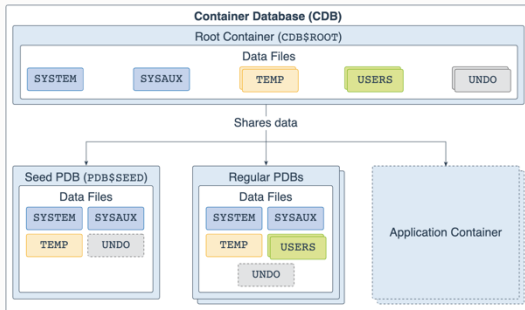 Container Database (CDB)
Root Container (CDB$ROOT)
Data Files
SYSTEM SYSAUX TEMP USERS UNDO
Shares data
Seed PDB (PDB$SEED)
Data Files
SYSTEM SYSAUX
TEMP UNDO
Regular PDBs
Data Files
SYSTEM SYSAUX
TEMP USERS
UNDO
Application Container